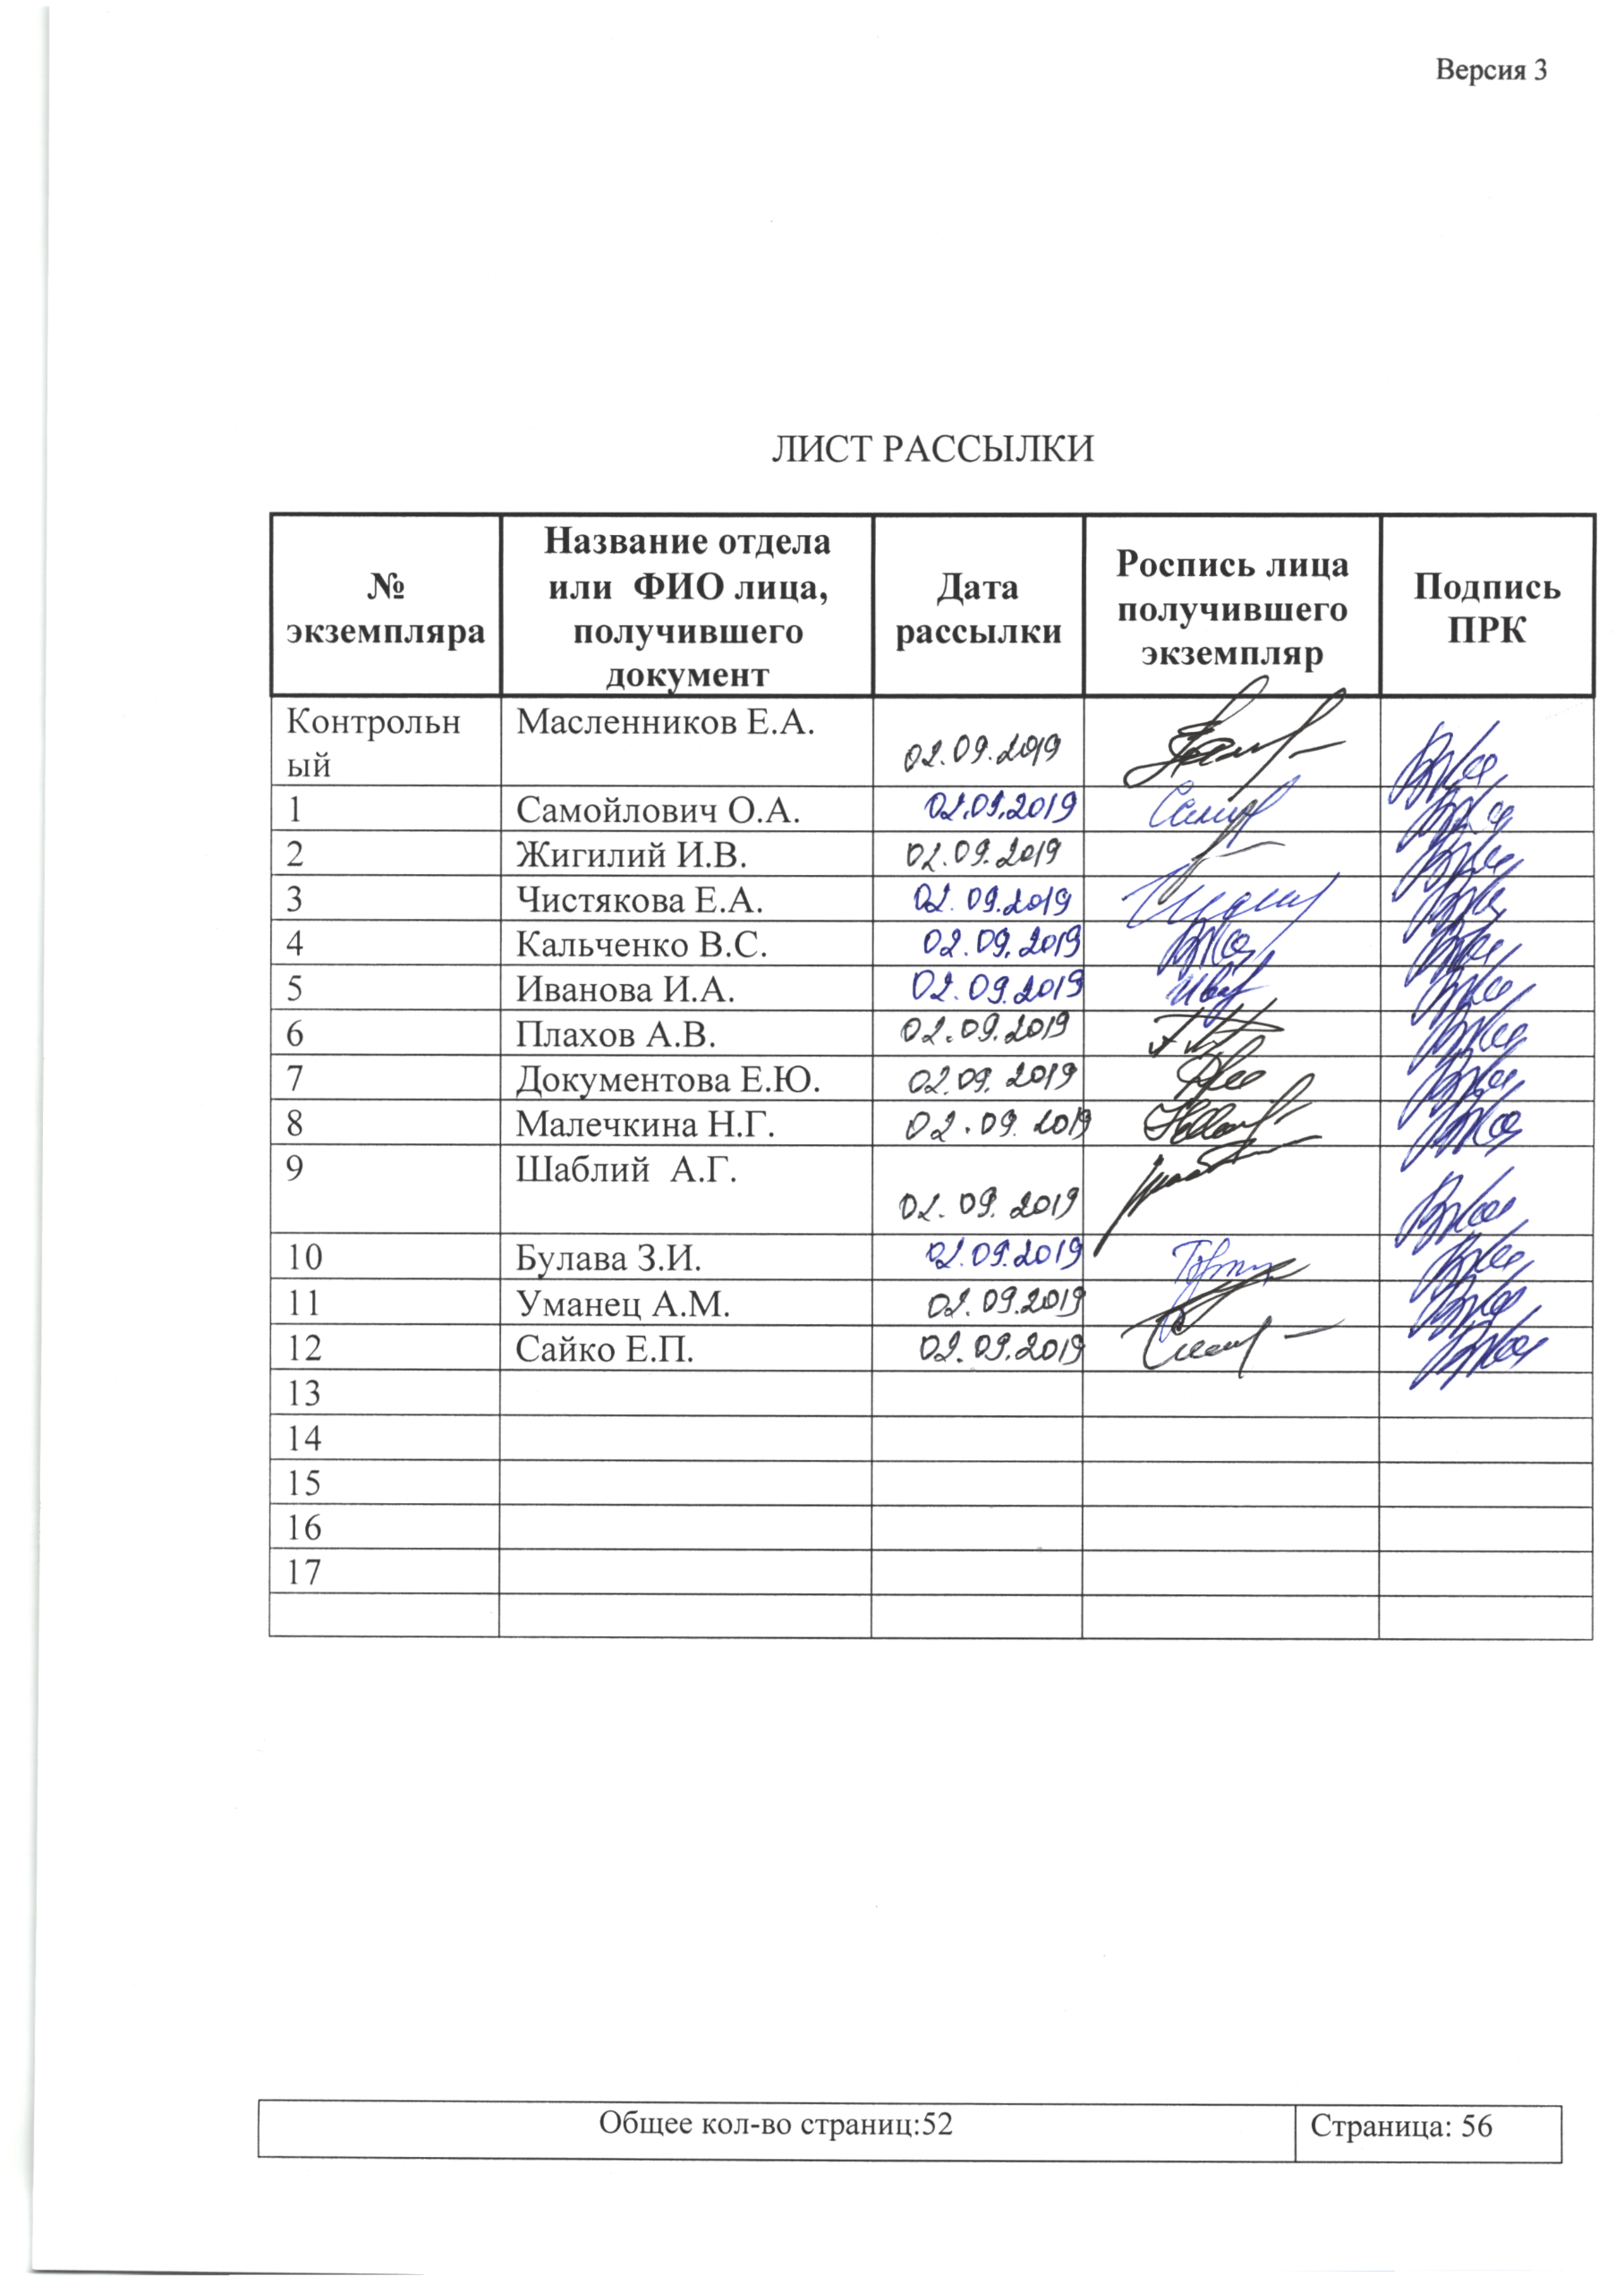 Версия 3
ЛИСТ РАССЫЛКИ
№ экземпляра Название отдела или ФИО лица, получившего документ Дата рассылки Роспись лица получившего экземпляр Подпись ПРК
Контрольн
ый Масленников Е.А. 02.09.2019
1 Самойлович О.А. 02.09.2019
2 Жигилий И.В. 02.09.2019
3 Чистякова Е.А. 02.09.2019
4 Кальченко В.С. 02.09.2019
5 Иванова И.А. 02.09.2019
6 Плахов А.В. 02.09.2019
7 Документова Е.Ю. 02.09.2019
8 Малечкина Н.Г. 02.09.2019
9 Шаблий А.Г. 02.09.2019
10 Булава З.И. 02.09.2019
11 Уманец А.М. 02.09.2019
12 Сайко Е.П. 02.09.2019
13
14
15
16
17
Общее кол-во страниц:52 Страница: 56